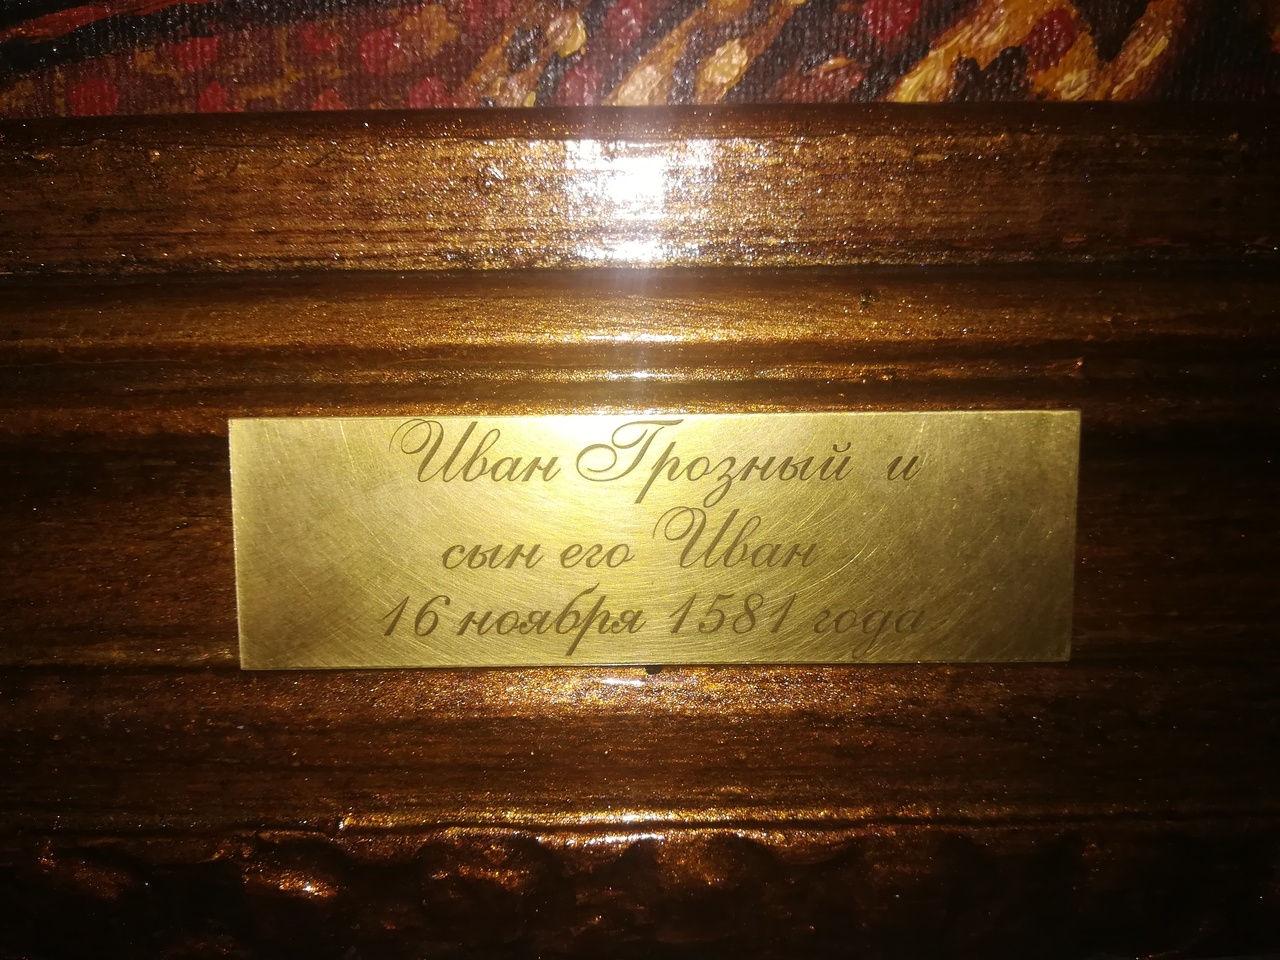 Иван Грозный и
сын его Иван
16 ноября 1581 года